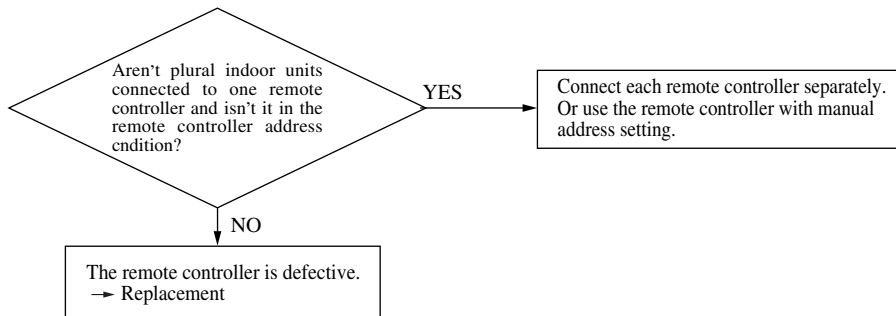 Aren't plural indoor units
connected to one remote
controller and isn't it in the
remote controller address
cndition?
YES
Connect each remote controller separately.
Or use the remote controller with manual
address setting.
NO
The remote controller is defective.
→ Replacement